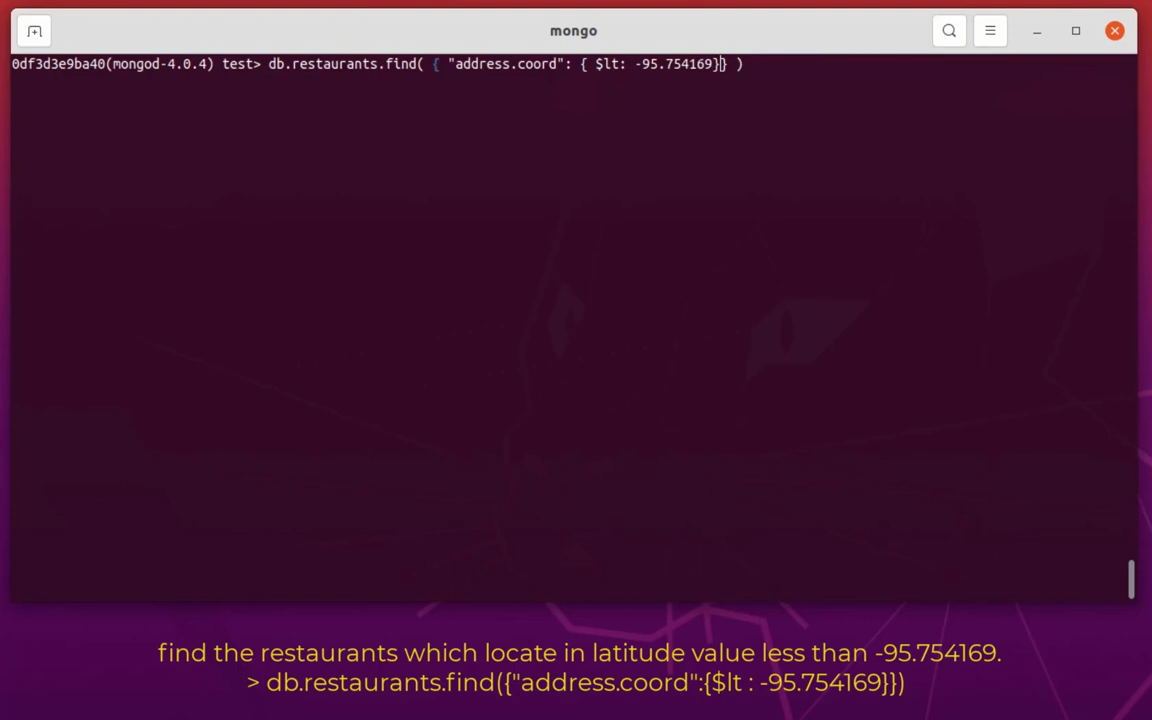 mongo
0df3d3e9ba40(mongod-4.0.4) test> db.restaurants.find( { "address.coord": { $lt: -95.754169}} )
find the restaurants which locate in latitude value less than -95.754169.
> db.restaurants.find({"address.coord":{$lt : -95.754169}})